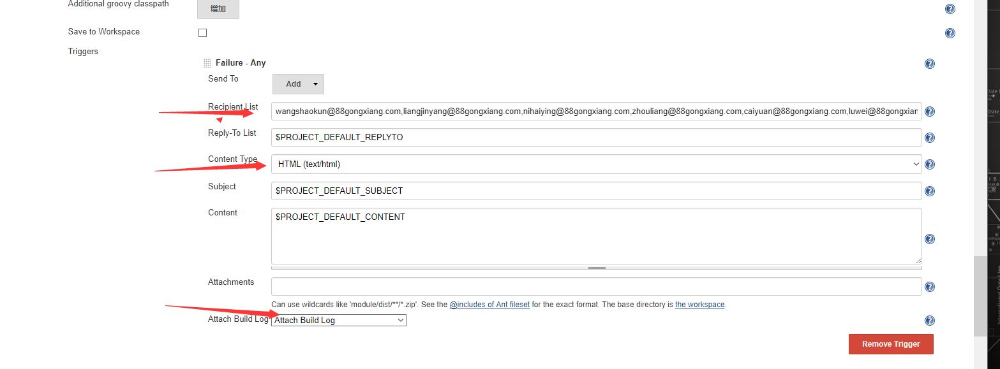 Additional groovy classpath
增加
Save to Workspace
Triggers
Failure - Any
Send To
Add
Recipient List
wangshaokun@88gongxiang.com,liangjinyang@88gongxiang.com,nihaiying@88gongxiang.com,zhouliang@88gongxiang.com,caiyuan@88gongxiang.com,luwei@88gongxian
Reply-To List
$PROJECT_DEFAULT_REPLYTO
Content Type
HTML (text/html)
Subject
$PROJECT_DEFAULT_SUBJECT
Content
$PROJECT_DEFAULT_CONTENT
Attachments
Can use wildcards like 'module/dist/**/*.zip'. See the @includes of Ant fileset for the exact format. The base directory is the workspace.
Attach Build Log
Attach Build Log
Remove Trigger